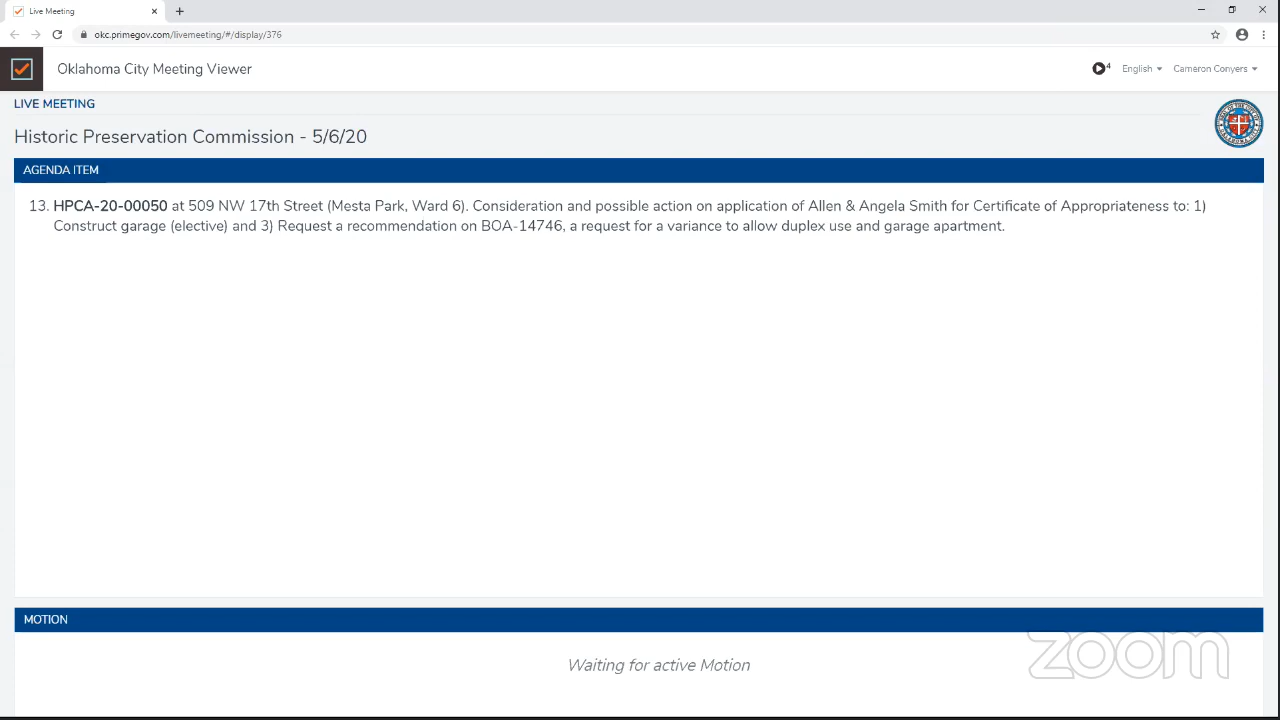 Live Meeting
okc.primegov.com/livemeeting/#/display/376
Oklahoma City Meeting Viewer
4
English
Cameron Conyers
LIVE MEETING
Historic Preservation Commission - 5/6/20
AGENDA ITEM
13. HPCA-20-00050 at 509 NW 17th Street (Mesta Park, Ward 6). Consideration and possible action on application of Allen & Angela Smith for Certificate of Appropriateness to: 1)
Construct garage (elective) and 3) Request a recommendation on BOA-14746, a request for a variance to allow duplex use and garage apartment.
MOTION
Waiting for active Motion
zoom